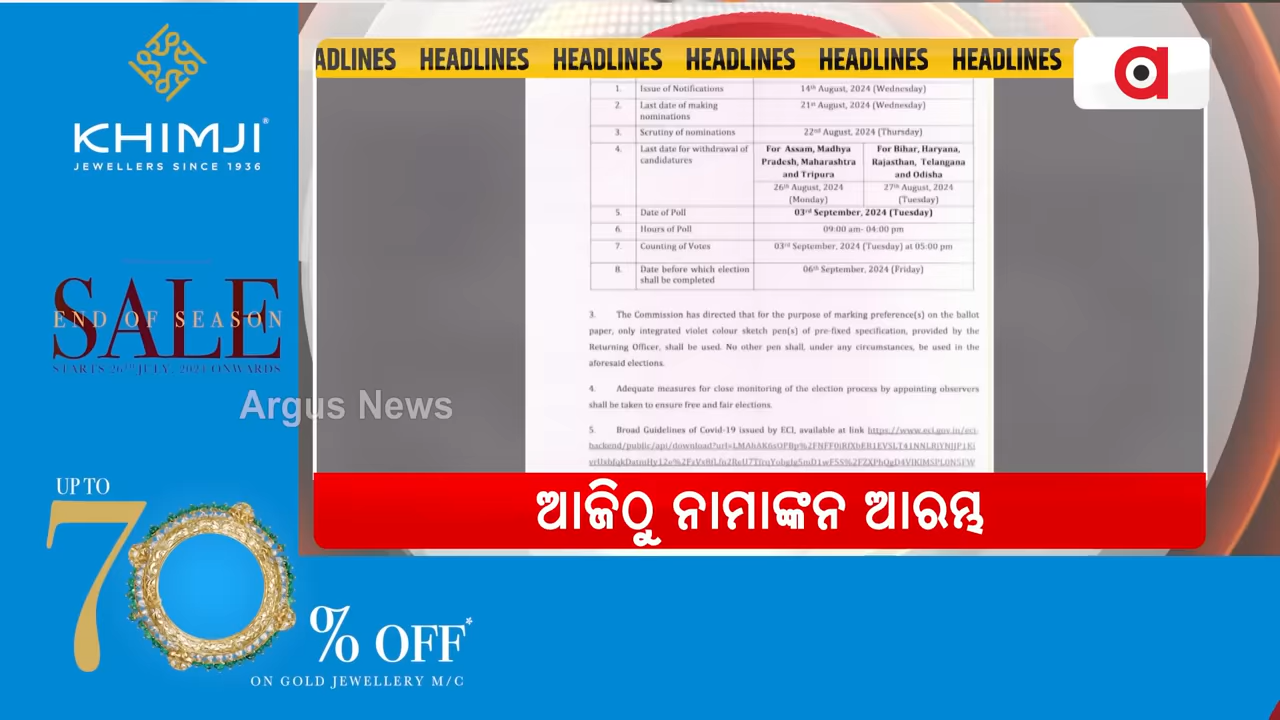 KHIMJI®
JEWELLERS SINCE 1936
SALE
END OF SEASON
STARTS 26TH JULY, 2024 ONWARDS
UP TO
70
% OFF*
ON GOLD JEWELLERY M/C
ADLINES HEADLINES HEADLINES HEADLINES HEADLINES HEADLINES
a
1. Issue of Notifications 14th August, 2024 (Wednesday)
2. Last date of making 21st August, 2024 (Wednesday)
nominations
3. Scrutiny of nominations 22nd August, 2024 (Thursday)
4. Last date for withdrawal of For Assam, Madhya For Bihar, Haryana,
candidatures Pradesh, Maharashtra Rajasthan, Telangana
and Tripura and Odisha
26th August, 2024 27th August, 2024
(Monday) (Tuesday)
5. Date of Poll 03rd September, 2024 (Tuesday)
6. Hours of Poll 09:00 am- 04:00 pm
7. Counting of Votes 03rd September, 2024 (Tuesday) at 05:00 pm
8. Date before which election 06th September, 2024 (Friday)
shall be completed
3. The Commission has directed that for the purpose of marking preference(s) on the ballot
paper, only integrated violet colour sketch pen(s) of pre-fixed specification, provided by the
Returning Officer, shall be used. No other pen shall, under any circumstances, be used in the
aforesaid elections.
4. Adequate measures for close monitoring of the election process by appointing observers
shall be taken to ensure free and fair elections.
5. Broad Guidelines of Covid-19 issued by ECI, available at link https://www.eci.gov.in/eci-
Argus News
ଆଜିଠୁ ନାମାଙ୍କନ ଆରମ୍ଭ